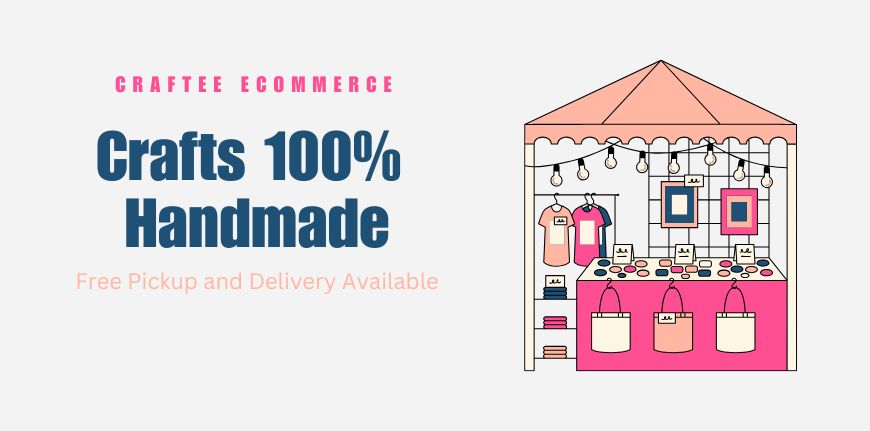 CRAFTEE ECOMMERCE
Crafts 100%
Handmade
Free Pickup and Delivery Available